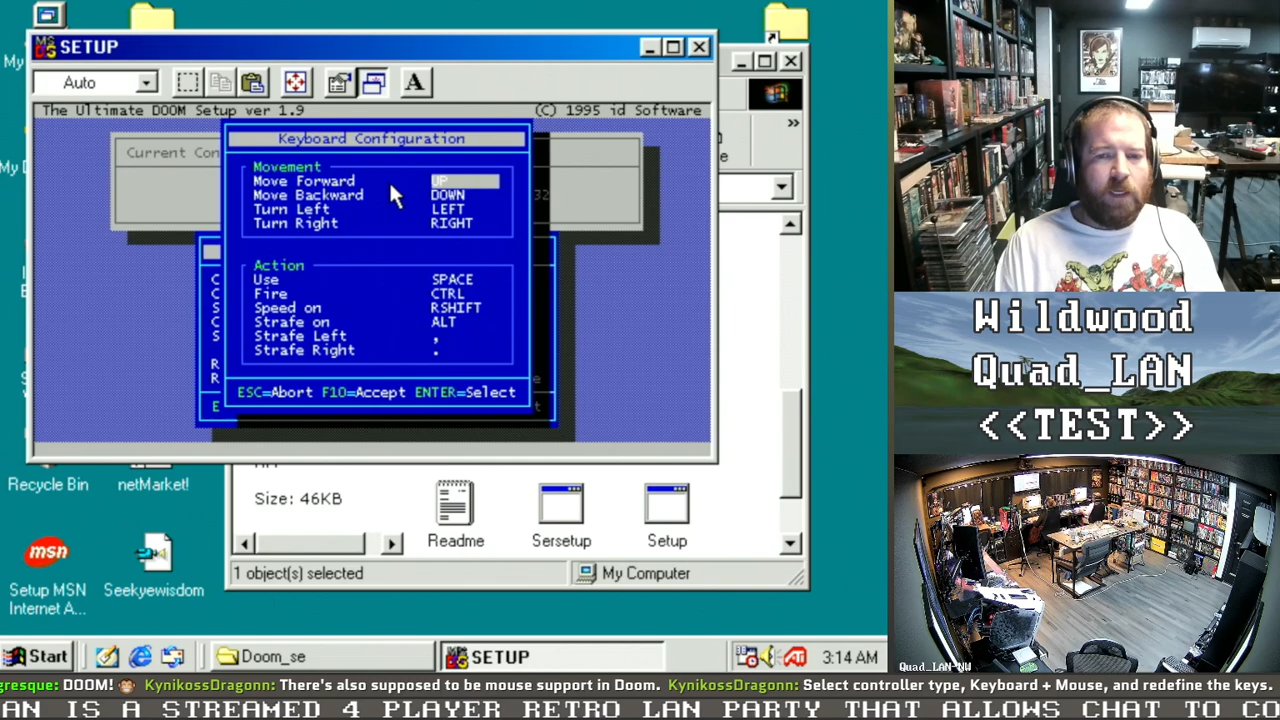 My
SETUP
Auto
A
The Ultimate DOOM Setup ver 1.9 (C) 1995 id Software
Keyboard Configuration
Current Con
Movement
Move Forward UP
Move Backward DOWN
Turn Left LEFT
Turn Right RIGHT
Action
Use SPACE
Fire CTRL
Speed on RSHIFT
Strafe on ALT
Strafe Left ,
Strafe Right .
ESC=Abort F10=Accept ENTER=Select
My D
32
C
C
S
C
S
R
R
E
e
t
»
e
Size: 46KB
Readme
Sersetup
Setup
1 object(s) selected
My Computer
Recycle Bin
netMarket!
msn
Setup MSN
Internet A...
Seekyewisdom
Start
Doom_se
SETUP
3:14 AM
Wildwood
Quad_LAN
<<TEST>>
Quad_LAN-NW
gresque: DOOM! KynikossDragonn: There's also supposed to be mouse support in Doom. KynikossDragonn: Select controller type, Keyboard + Mouse, and redefine the keys.
AN IS A STREAMED 4 PLAYER RETRO LAN PARTY THAT ALLOWS CHAT TO CO